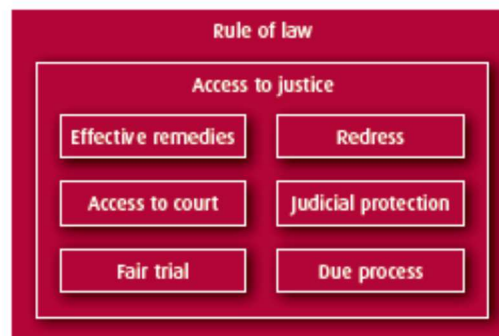 Rule of law
Access to justice
Effective remedies
Redress
Access to court
Judicial protection
Fair trial
Due process